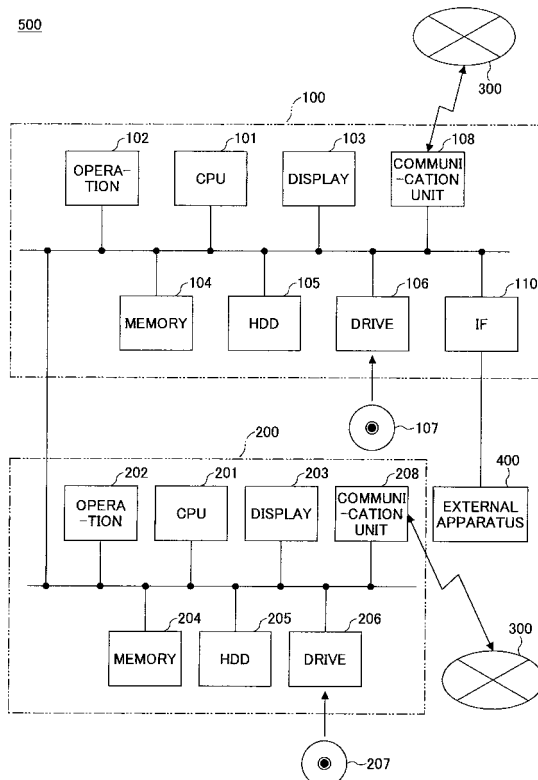 500
300
100
102
101
103
108
OPERA-
-TION
CPU
DISPLAY
COMMUNI
-CATION
UNIT
104
105
106
110
MEMORY
HDD
DRIVE
IF
107
200
202
201
203
208
400
OPERA-
-TION
CPU
DISPLAY
COMMUNI
-CATION
UNIT
EXTERNAL
APPARATUS
204
205
206
300
MEMORY
HDD
DRIVE
207